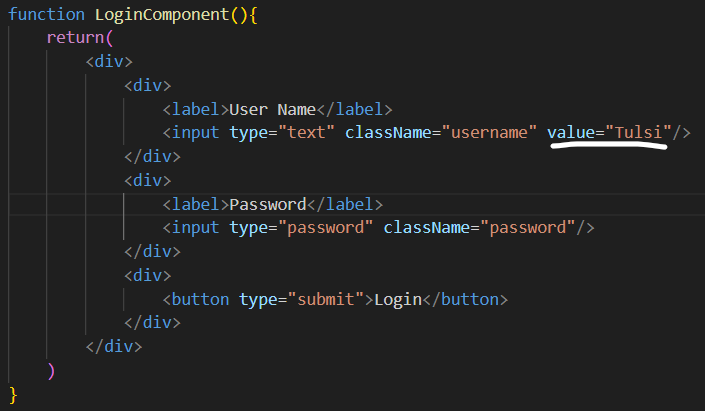 function LoginComponent(){
return(
<div>
<div>
<label>User Name</label>
<input type="text" className="username" value="Tulsi"/>
</div>
<div>
<label>Password</label>
<input type="password" className="password"/>
</div>
<div>
<button type="submit">Login</button>
</div>
</div>
)
}